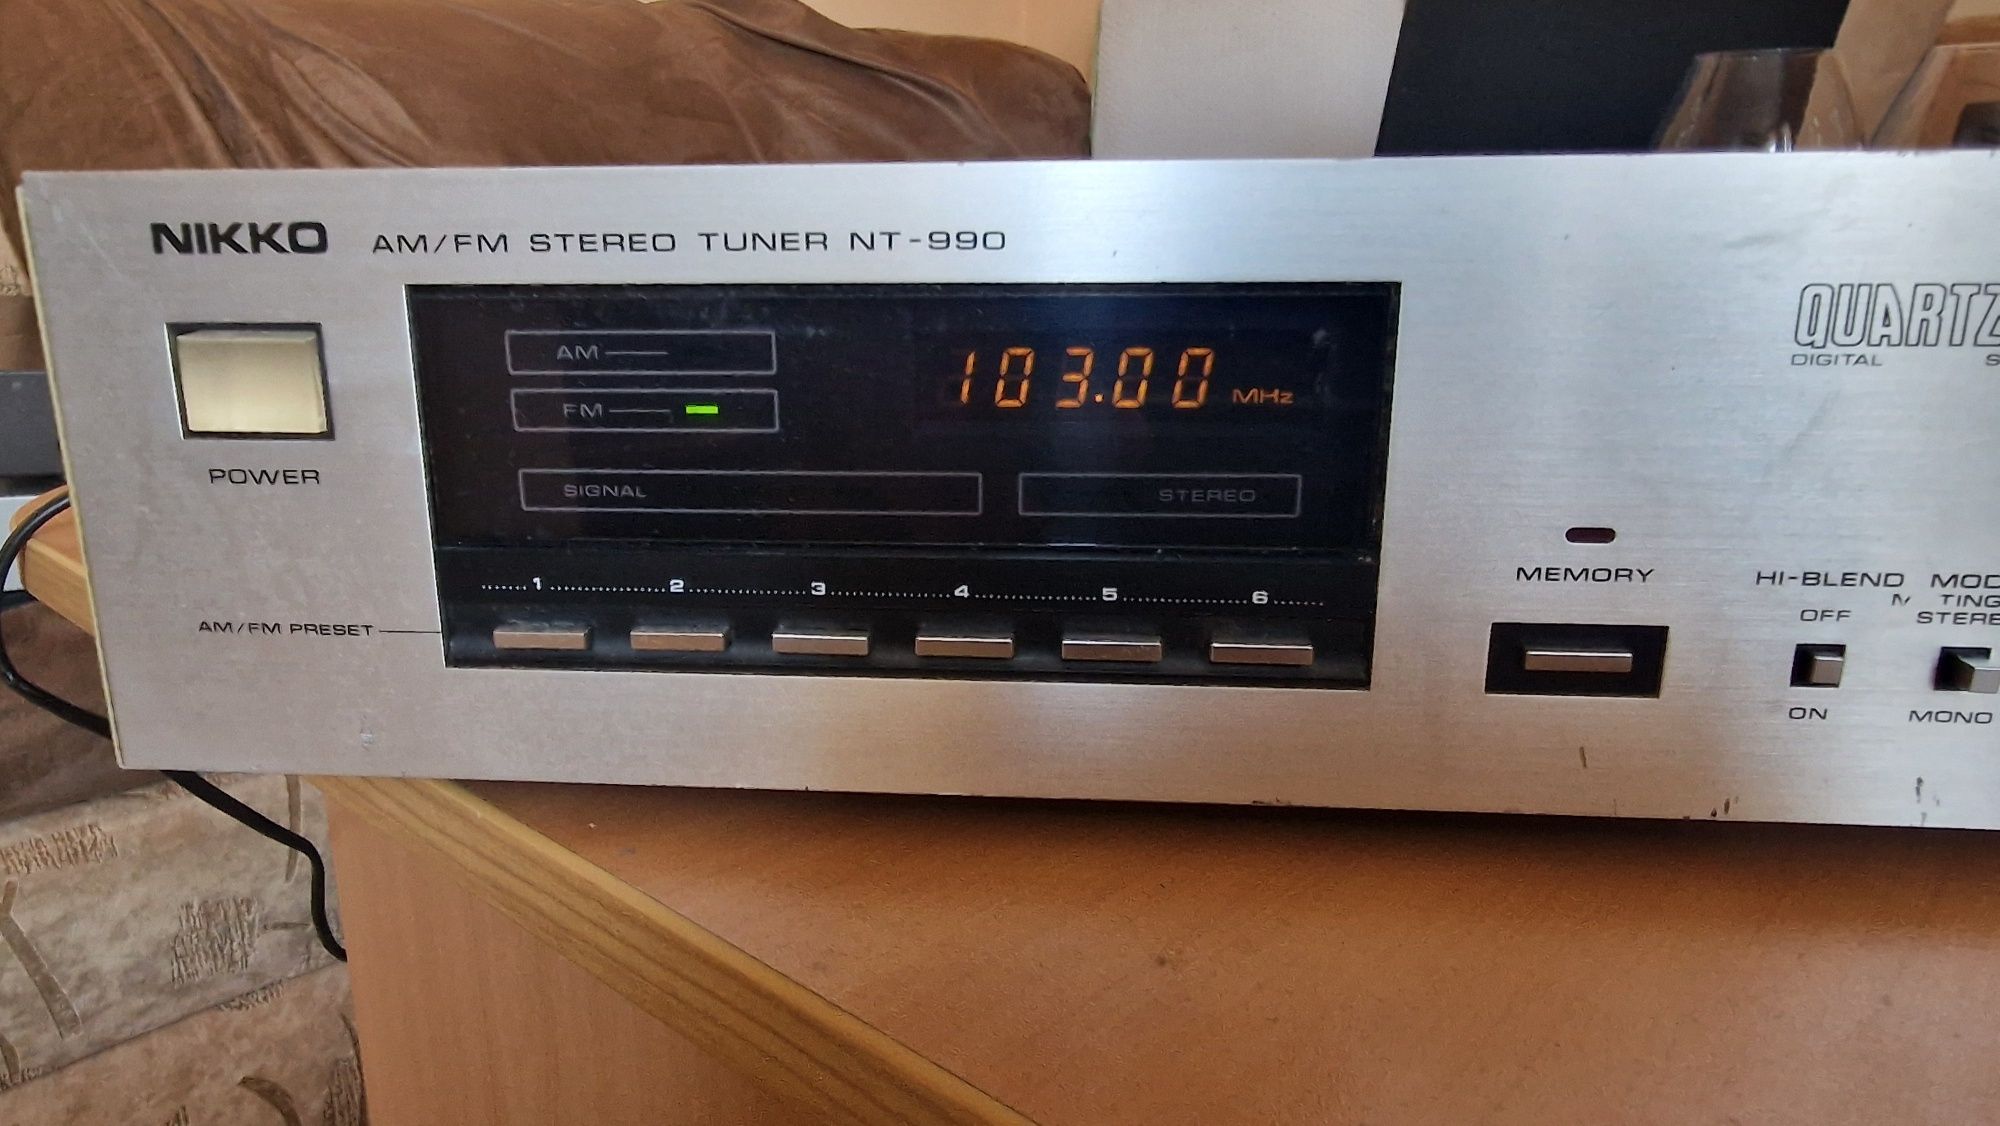 NIKKO AM/FM STEREO TUNER NT-990
AM
103.00 MHz
FM
SIGNAL
STEREO
QUARTZ
DIGITAL
POWER
1 2 3 4 5 6
AM/FM PRESET
MEMORY
HI-BLEND
OFF
STERE
ON
MONO